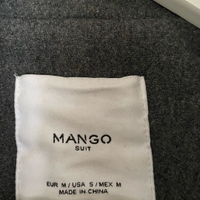 MANGO
SUIT
EUR M / USA S / MEX M
MADE IN CHINA